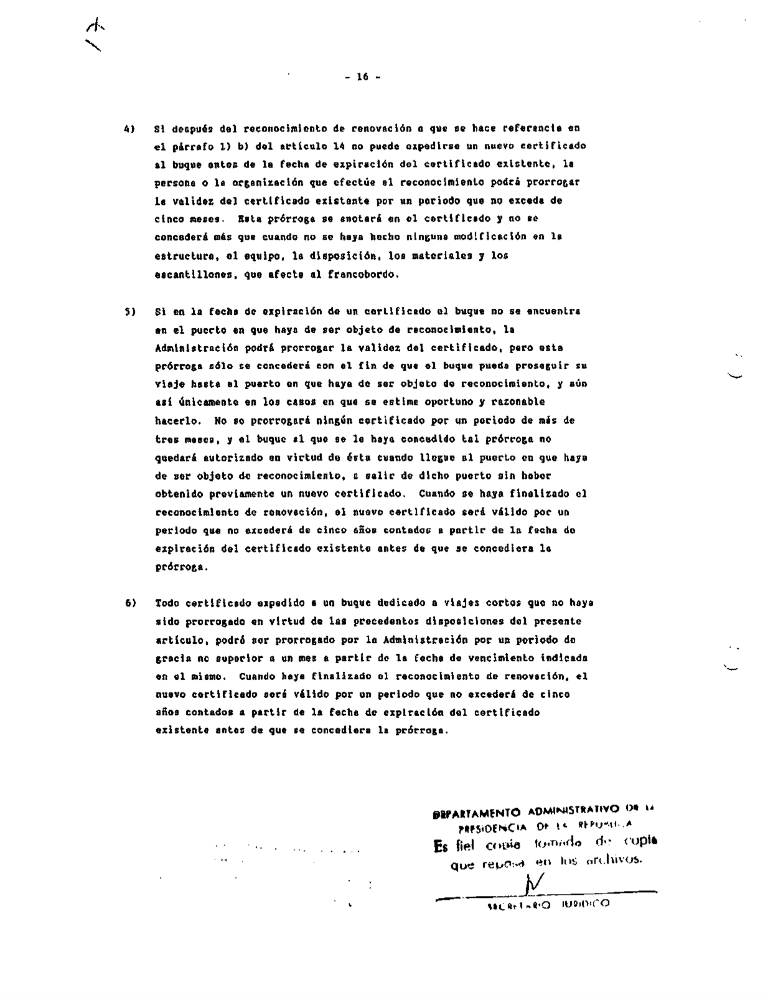 - 16 -
4) Si después del reconocimiento de renovación a que se hace referencia en
el párrafo 1) b) del artículo 14 no puede expedirse un nuevo certificado
al buque antes de la fecha de expiración del certificado existente, la
persona o la organización que efectúe el reconocimiento podrá prorrogar
la validez del certificado existente por un periodo que no exceda de
cinco meses. Esta prórroga se anotará en el certificado y no se
concederá más que cuando no se haya hecho ninguna modificación en la
estructura, el equipo, la disposición, los materiales y los
escantillones, que afecte al francobordo.
5) Si en la fecha de expiración de un certificado el buque no se encuentra
en el puerto en que haya de ser objeto de reconocimiento, la
Administración podrá prorrogar la validez del certificado, pero esta
prórroga sólo se concederá con el fin de que el buque pueda proseguir su
viaje hasta el puerto en que haya de ser objeto de reconocimiento, y aún
así únicamente en los casos en que se estime oportuno y razonable
hacerlo. No se prorrogará ningún certificado por un periodo de más de
tres meses, y el buque al que se le haya concedido tal prórroga no
quedará autorizado en virtud de ésta cuando llegue al puerto en que haya
de ser objeto de reconocimiento, a salir de dicho puerto sin haber
obtenido previamente un nuevo certificado. Cuando se haya finalizado el
reconocimiento de renovación, el nuevo certificado será válido por un
periodo que no excederá de cinco años contados a partir de la fecha de
expiración del certificado existente antes de que se concediera la
prórroga.
6) Todo certificado expedido a un buque dedicado a viajes cortos que no haya
sido prorrogado en virtud de las precedentes disposiciones del presente
artículo, podrá ser prorrogado por la Administración por un periodo de
gracia no superior a un mes a partir de la fecha de vencimiento indicada
en el mismo. Cuando haya finalizado el reconocimiento de renovación, el
nuevo certificado será válido por un periodo que no excederá de cinco
años contados a partir de la fecha de expiración del certificado
existente antes de que se concediera la prórroga.
DEPARTAMENTO ADMINISTRATIVO DE LA
PRESIDENCIA DE LA REPUBLICA
Es fiel copia tomada de copia
que reposa en los archivos.
SECRETARIO JURIDICO